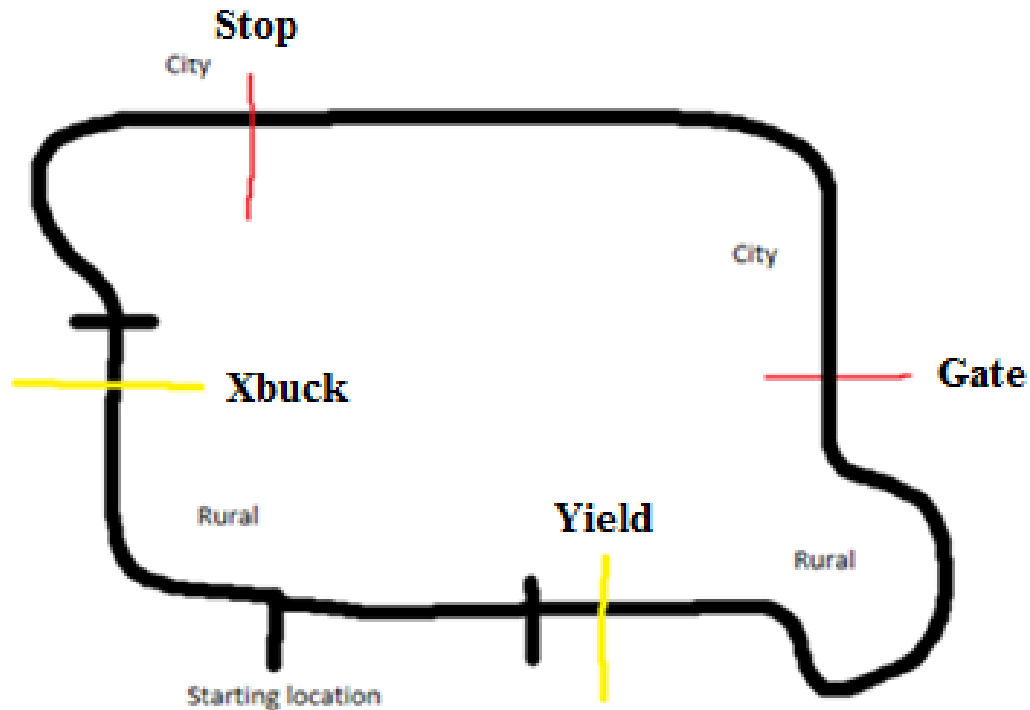 Stop
City
City
Gate
Xbuck
Rural
Yield
Rural
Starting location